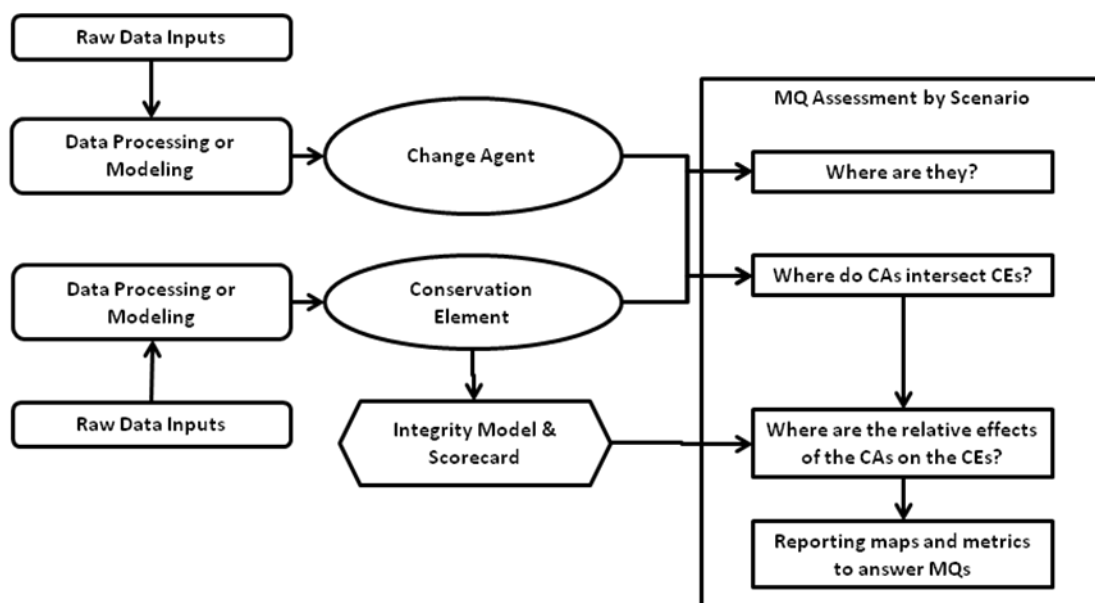 Raw Data Inputs
Data Processing or
Modeling
Change Agent
Data Processing or
Modeling
Conservation
Element
Raw Data Inputs
Integrity Model &
Scorecard
MQ Assessment by Scenario
Where are they?
Where do CAs intersect CEs?
Where are the relative effects
of the CAs on the CEs?
Reporting maps and metrics
to answer MQs